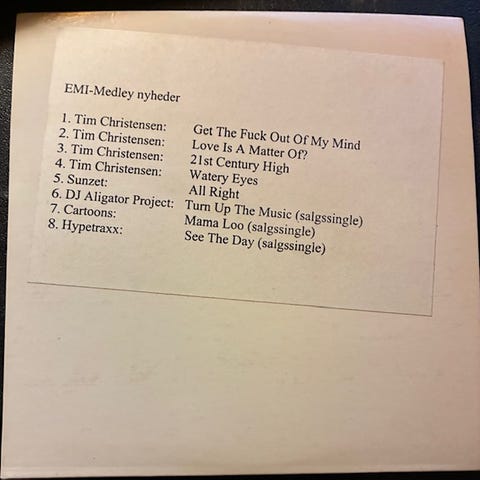 EMI-Medley nyheder
1. Tim Christensen: Get The Fuck Out Of My Mind
2. Tim Christensen: Love Is A Matter Of?
3. Tim Christensen: 21st Century High
4. Tim Christensen: Watery Eyes
5. Sunzet: All Right
6. DJ Aligator Project: Turn Up The Music (salgssingle)
7. Cartoons: Mama Loo (salgssingle)
8. Hypetraxx: See The Day (salgssingle)